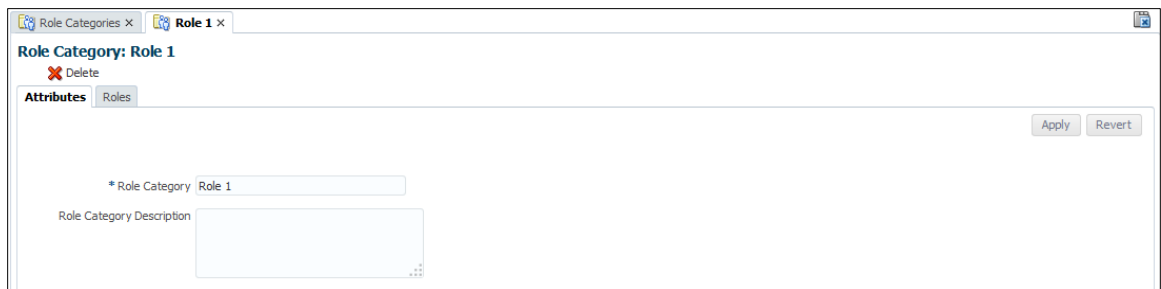 Role Categories × Role 1 ×
Role Category: Role 1
Delete
Attributes Roles
Apply Revert
* Role Category Role 1
Role Category Description